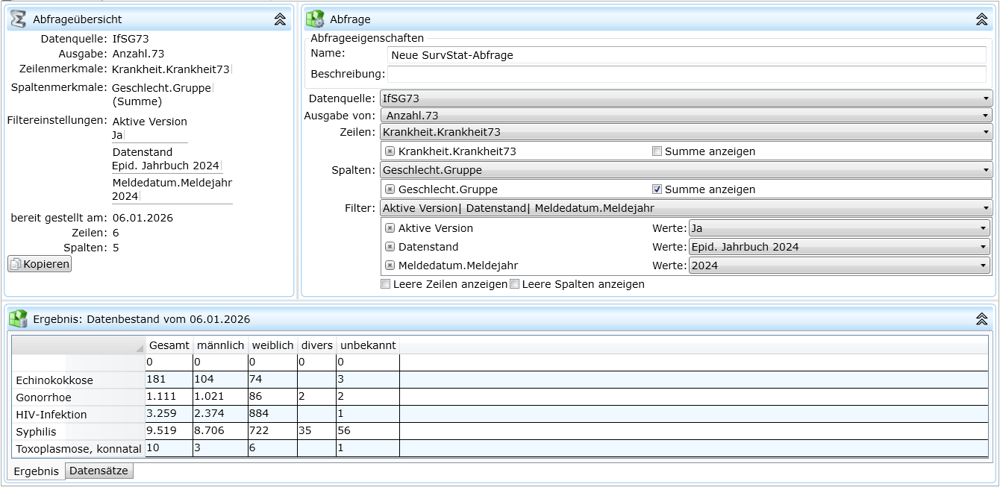 Abfrageübersicht
Datenquelle: IfSG73
Ausgabe: Anzahl.73
Zeilenmerkmale: Krankheit.Krankheit73
Spaltenmerkmale: Geschlecht.Gruppe
(Summe)
Filtereinstellungen: Aktive Version
Ja
Datenstand
Epid. Jahrbuch 2024
Meldedatum.Meldejahr
2024
bereit gestellt am: 06.01.2026
Zeilen: 6
Spalten: 5
Kopieren
Abfrage
Abfrageeigenschaften
Name: Neue SurvStat-Abfrage
Beschreibung:
Datenquelle: IfSG73
Ausgabe von: Anzahl.73
Zeilen: Krankheit.Krankheit73
Krankheit.Krankheit73 Summe anzeigen
Spalten: Geschlecht.Gruppe
Geschlecht.Gruppe Summe anzeigen
Filter: Aktive Version| Datenstand| Meldedatum.Meldejahr
Aktive Version Werte: Ja
Datenstand Werte: Epid. Jahrbuch 2024
Meldedatum.Meldejahr Werte: 2024
Leere Zeilen anzeigen Leere Spalten anzeigen
Ergebnis: Datenbestand vom 06.01.2026
Gesamt männlich weiblich divers unbekannt
0 0 0 0 0
Echinokokkose 181 104 74 3
Gonorrhoe 1.111 1.021 86 2 2
HIV-Infektion 3.259 2.374 884 1
Syphilis 9.519 8.706 722 35 56
Toxoplasmose, konnatal 10 3 6 1
Ergebnis Datensätze